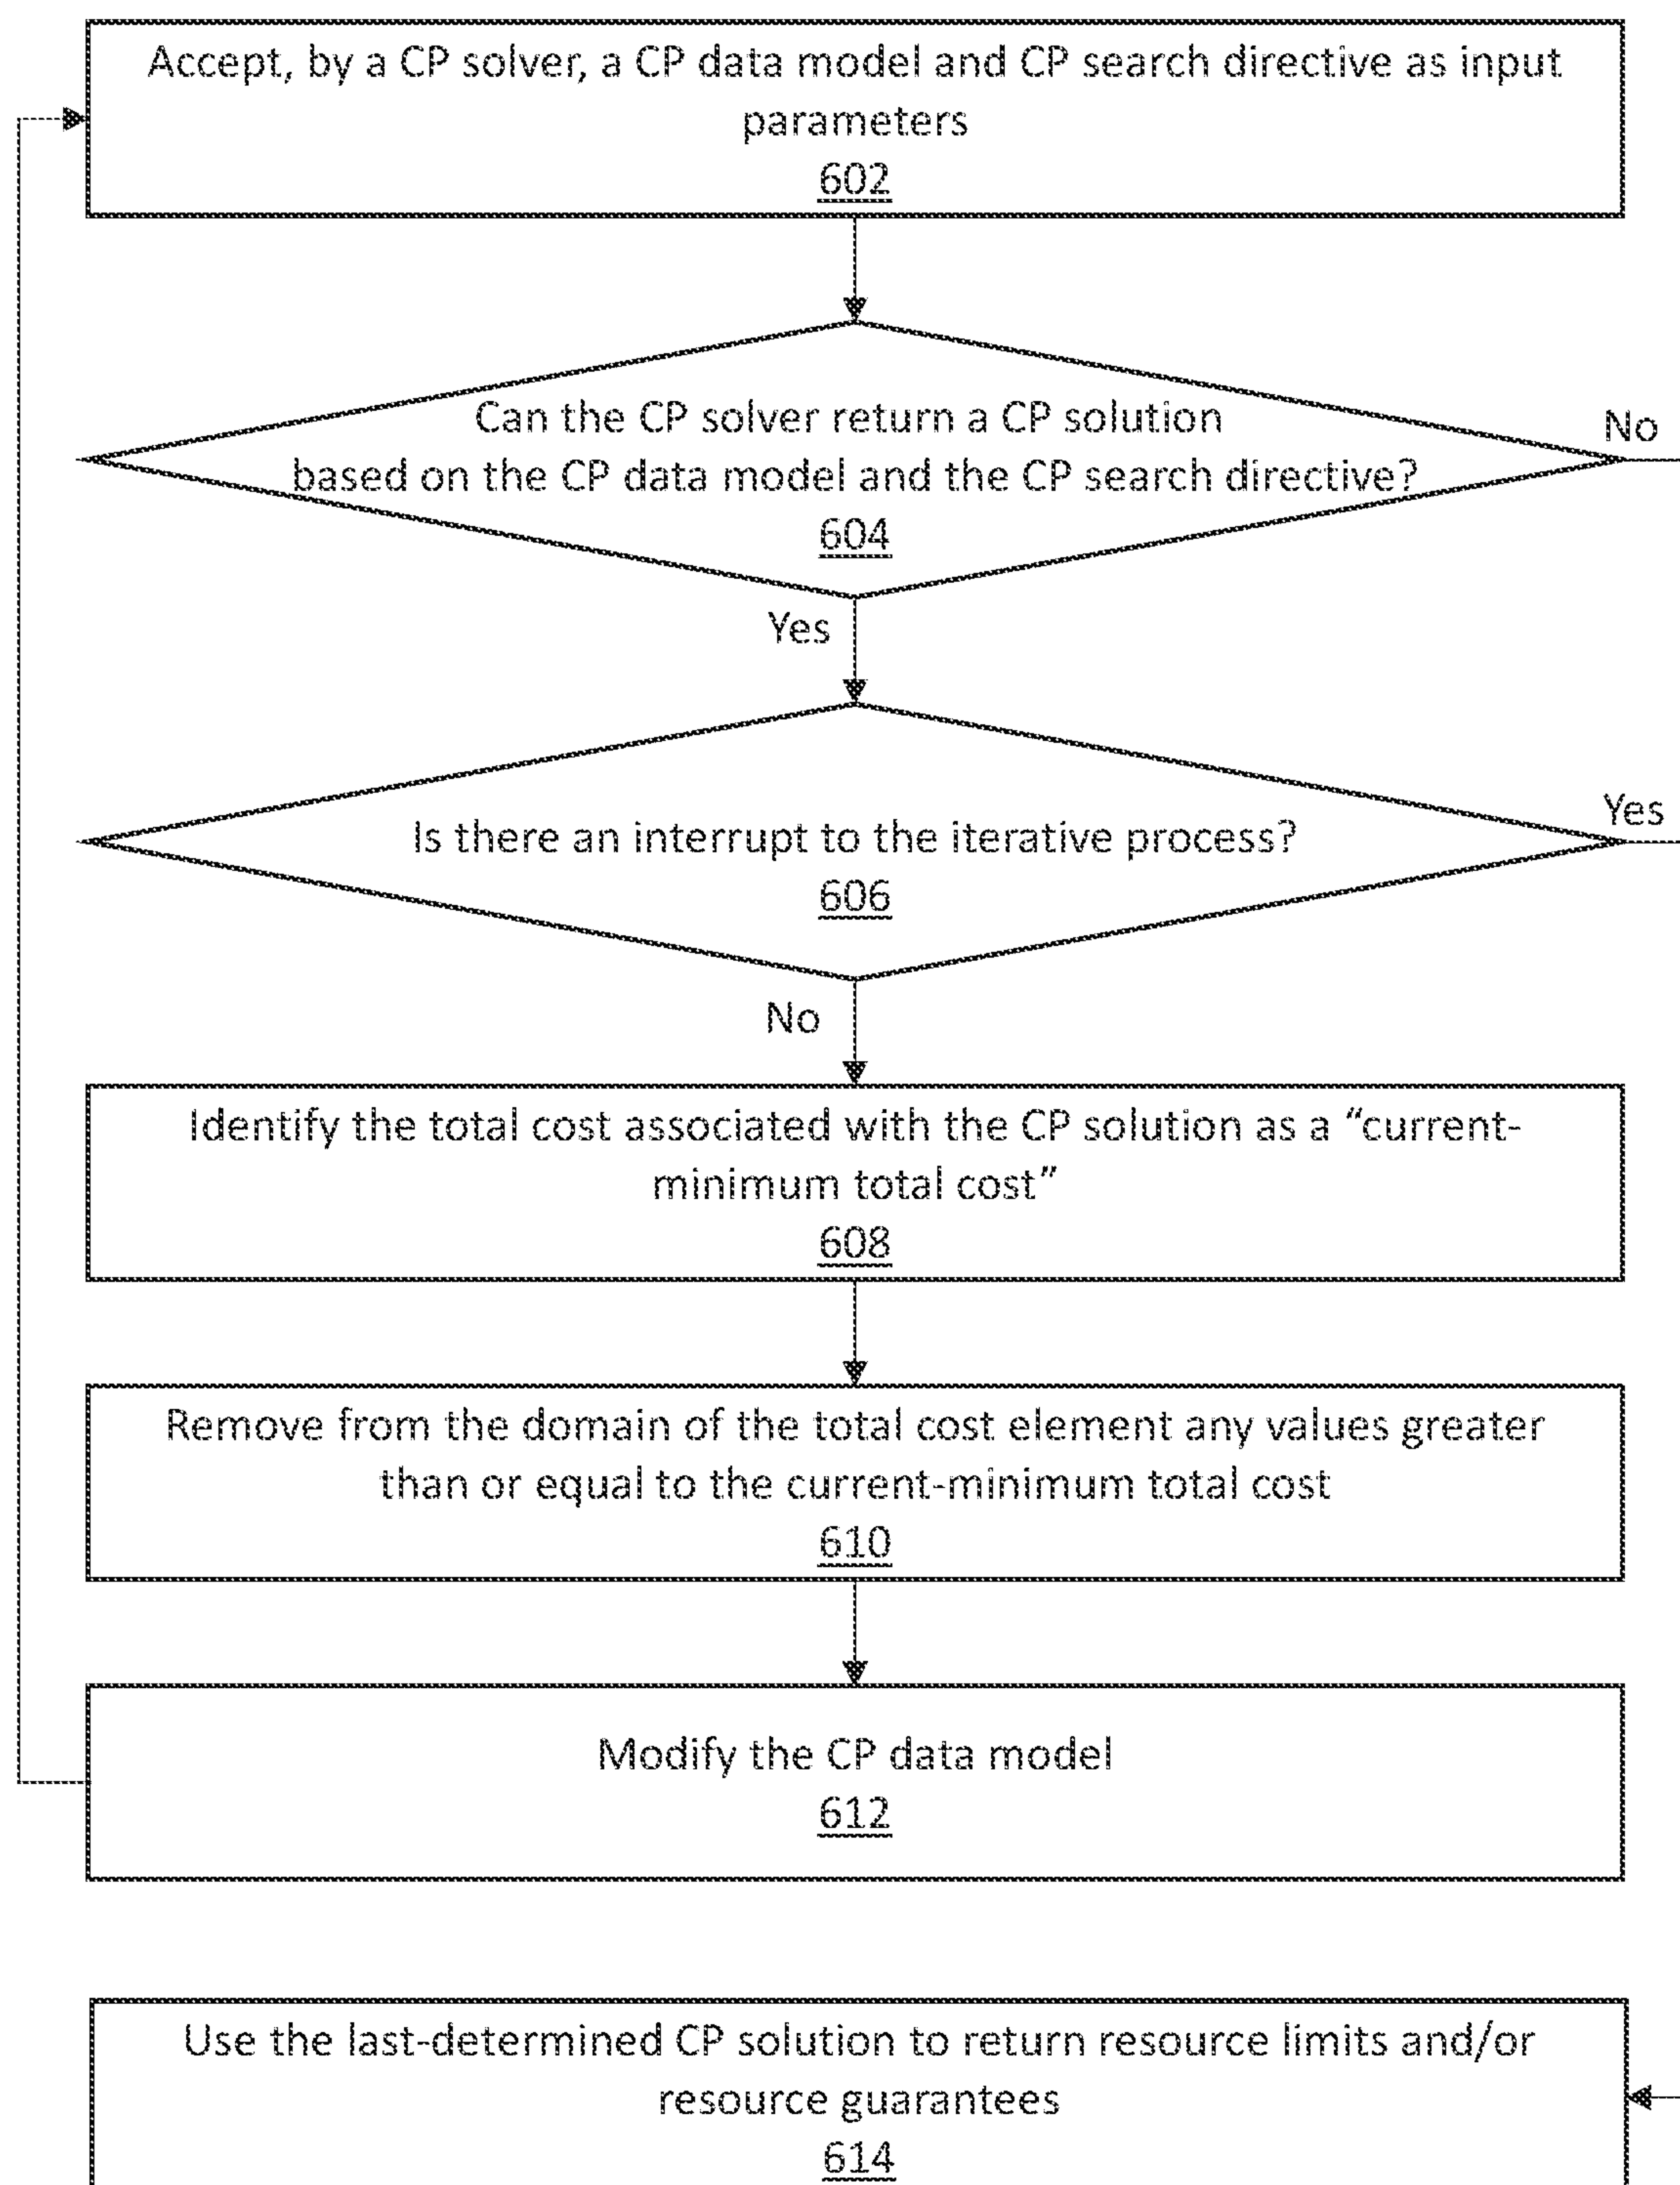 Accept, by a CP solver, a CP data model and CP search directive as input
parameters
602
Can the CP solver return a CP solution
No
based on the CP data model and the CP search directive?
604
Yes
Yes
Is there an interrupt to the iterative process?
606
No
Identify the total cost associated with the CP solution as a “current-
minimum total cost”
608
Remove from the domain of the total cost element any values greater
than or equal to the current-minimum total cost
610
Modify the CP data model
612
Use the last-determined CP solution to return resource limits and/or
resource guarantees
614